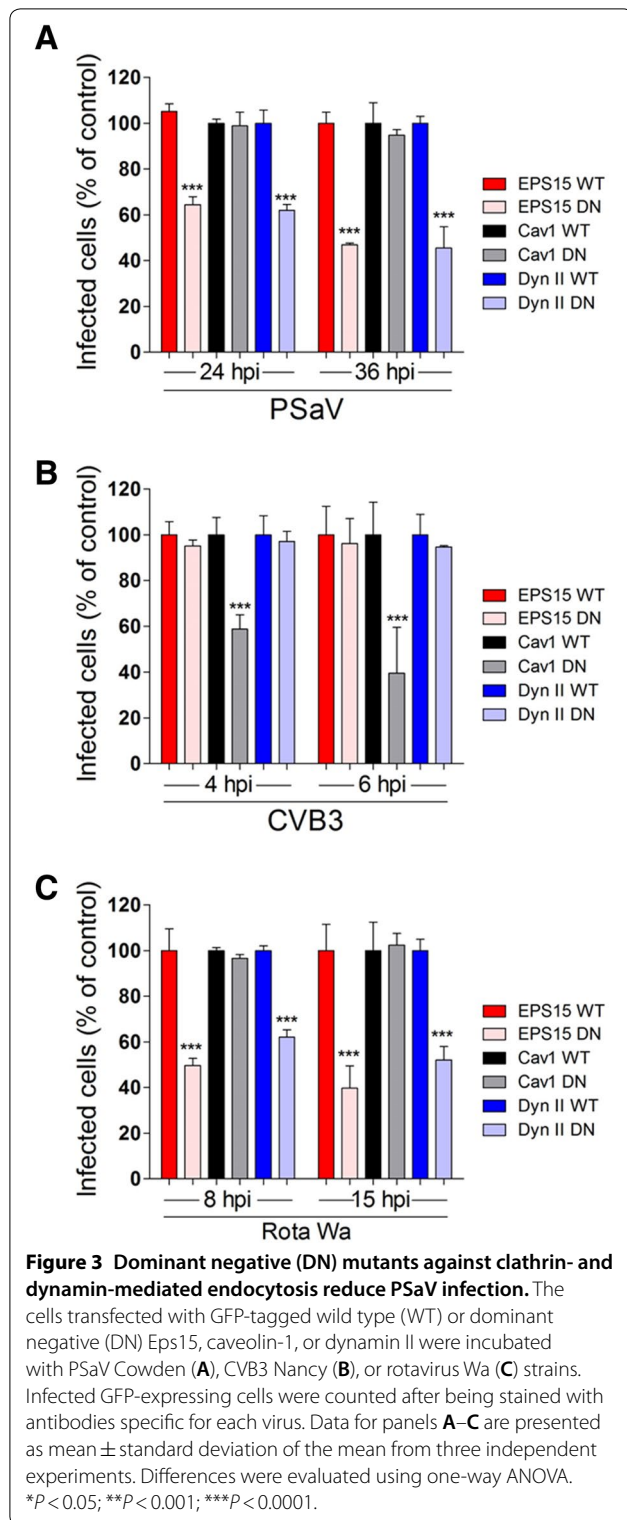 A
Infected cells (% of control)
120
100
80
60
40
20
0
***
***
***
***
24 hpi
36 hpi
PSaV
EPS15 WT
EPS15 DN
Cav1 WT
Cav1 DN
Dyn II WT
Dyn II DN
B
Infected cells (% of control)
120
100
80
60
40
20
0
***
***
4 hpi
6 hpi
CVB3
EPS15 WT
EPS15 DN
Cav1 WT
Cav1 DN
Dyn II WT
Dyn II DN
C
Infected cells (% of control)
120
100
80
60
40
20
0
***
***
***
***
8 hpi
15 hpi
Rota Wa
EPS15 WT
EPS15 DN
Cav1 WT
Cav1 DN
Dyn II WT
Dyn II DN
Figure 3 Dominant negative (DN) mutants against clathrin- and
dynamin-mediated endocytosis reduce PSaV infection. The
cells transfected with GFP-tagged wild type (WT) or dominant
negative (DN) Eps15, caveolin-1, or dynamin II were incubated
with PSaV Cowden (A), CVB3 Nancy (B), or rotavirus Wa (C) strains.
Infected GFP-expressing cells were counted after being stained with
antibodies specific for each virus. Data for panels A–C are presented
as mean ± standard deviation of the mean from three independent
experiments. Differences were evaluated using one-way ANOVA.
*P < 0.05; **P < 0.001; ***P < 0.0001.